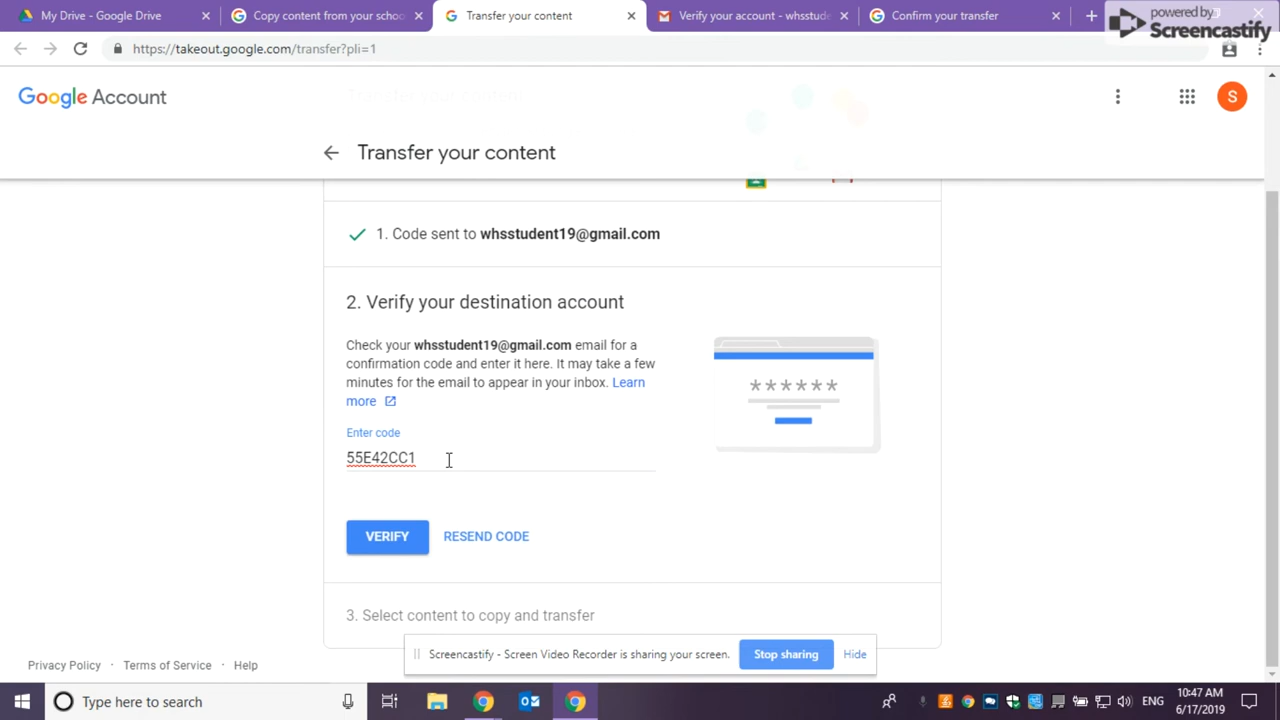 My Drive - Google Drive
Copy content from your schoo
Transfer your content
Verify your account - whsstude
Confirm your transfer
powered by
Screencastify
https://takeout.google.com/transfer?pli=1
Google Account
S
Transfer your content
1. Code sent to whsstudent19@gmail.com
2. Verify your destination account
Check your whsstudent19@gmail.com email for a
confirmation code and enter it here. It may take a few
minutes for the email to appear in your inbox. Learn
more
Enter code
55E42CC1
******
VERIFY
RESEND CODE
3. Select content to copy and transfer
Screencastify - Screen Video Recorder is sharing your screen.
Stop sharing
Hide
Privacy Policy · Terms of Service · Help
Type here to search
ENG
10:47 AM
6/17/2019